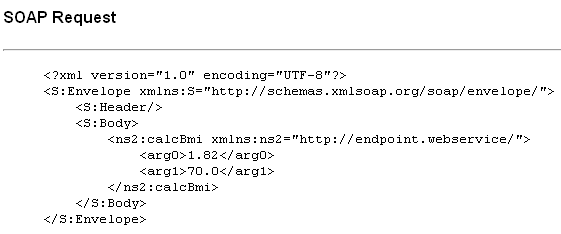 SOAP Request
<?xml version="1.0" encoding="UTF-8"?>
<S:Envelope xmlns:S="http://schemas.xmlsoap.org/soap/envelope/">
    <S:Header/>
    <S:Body>
        <ns2:calcBmi xmlns:ns2="http://endpoint.webservice/">
            <arg0>1.82</arg0>
            <arg1>70.0</arg1>
        </ns2:calcBmi>
    </S:Body>
</S:Envelope>